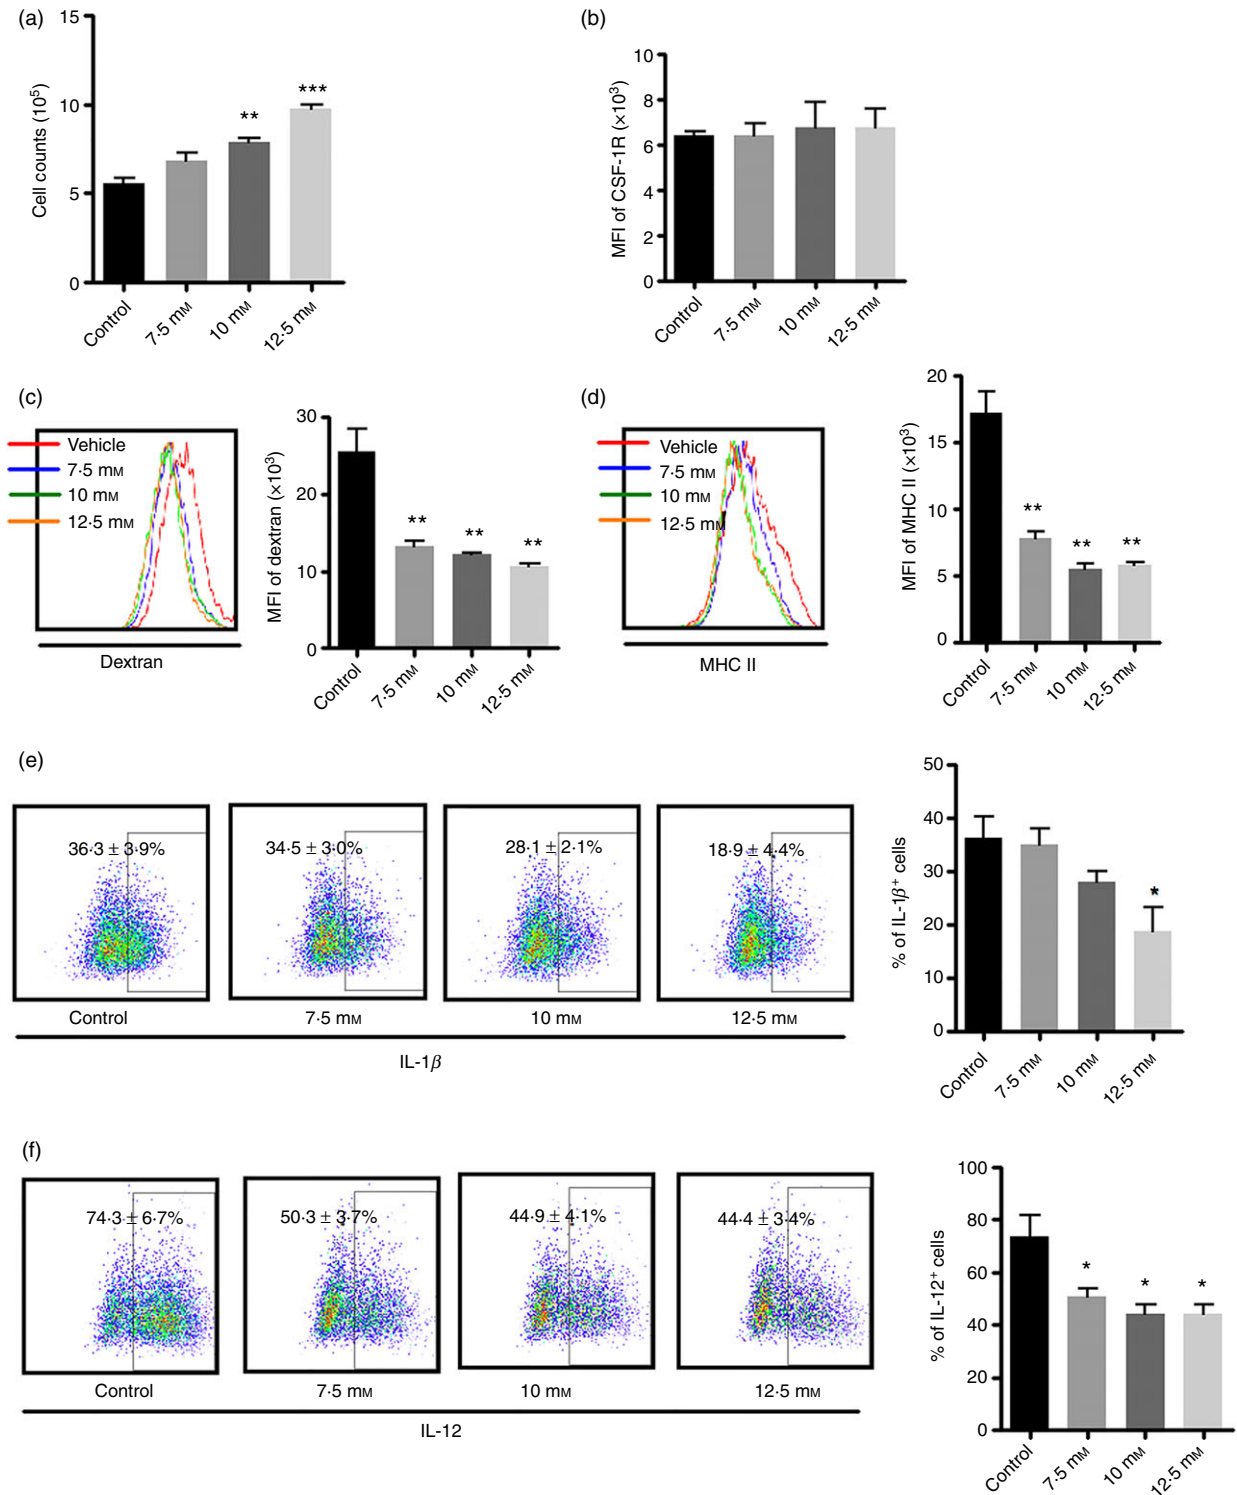 (a)
Cell counts (10⁵)
15
10
5
0
**
***
Control
7·5 mM
10 mM
12·5 mM
(b)
MFI of CSF-1R (×10³)
10
8
6
4
2
0
Control
7·5 mM
10 mM
12·5 mM
(c)
Vehicle
7·5 mM
10 mM
12·5 mM
Dextran
MFI of dextran (×10³)
30
20
10
0
**
**
**
Control
7·5 mM
10 mM
12·5 mM
(d)
Vehicle
7·5 mM
10 mM
12·5 mM
MHC II
MFI of MHC II (×10³)
20
15
10
5
0
**
**
**
Control
7·5 mM
10 mM
12·5 mM
(e)
36·3 ± 3·9%
34·5 ± 3·0%
28·1 ± 2·1%
18·9 ± 4·4%
Control
7·5 mM
10 mM
12·5 mM
IL-1β
% of IL-1β⁺ cells
50
40
30
20
10
0
*
Control
7·5 mM
10 mM
12·5 mM
(f)
74·3 ± 6·7%
50·3 ± 3·7%
44·9 ± 4·1%
44·4 ± 3·4%
Control
7·5 mM
10 mM
12·5 mM
IL-12
% of IL-12⁺ cells
100
80
60
40
20
0
*
*
*
Control
7·5 mM
10 mM
12·5 mM